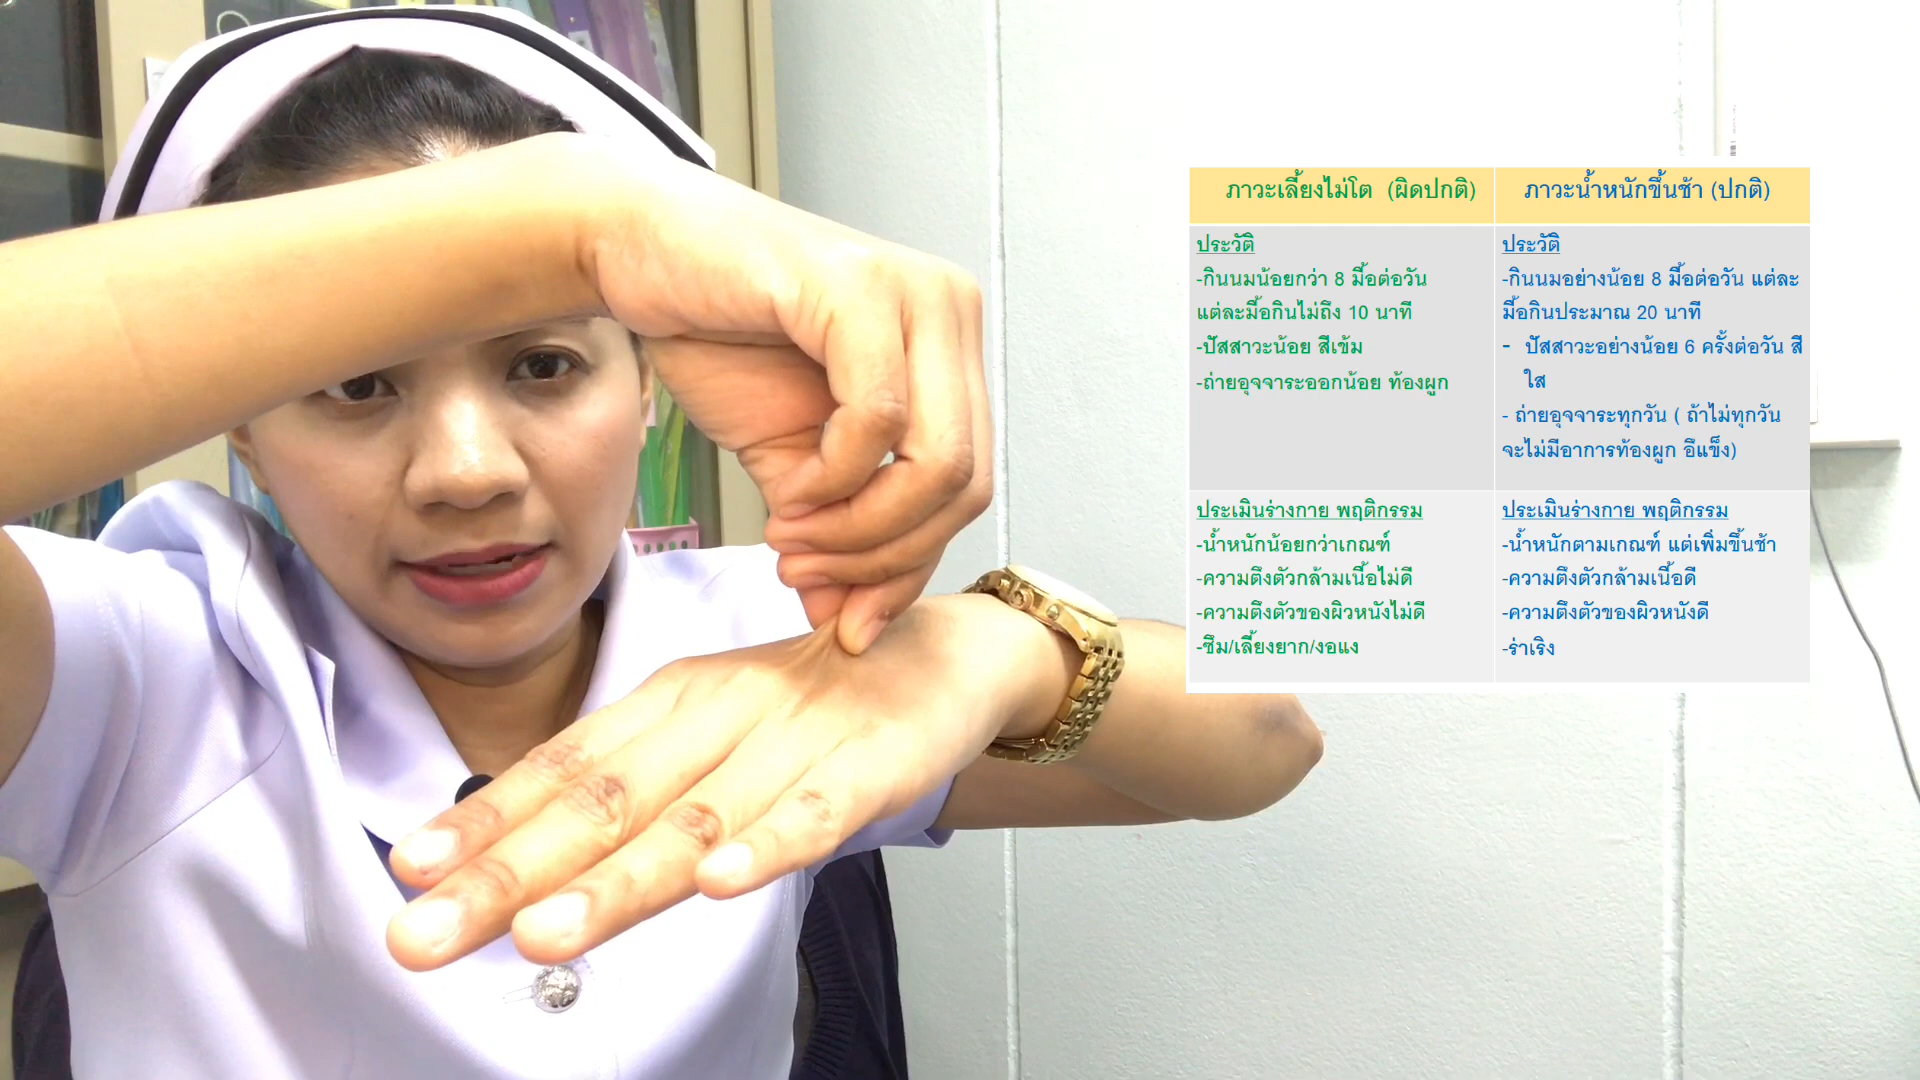 ภาวะเลี้ยงไม่โต (ผิดปกติ)
ประวัติ
-กินนมน้อยกว่า 8 มื้อต่อวัน
แต่ละมื้อกินไม่ถึง 10 นาที
-ปัสสาวะน้อย สีเข้ม
-ถ่ายอุจจาระออกน้อย ท้องผูก
ประเมินร่างกาย พฤติกรรม
-น้ำหนักน้อยกว่าเกณฑ์
-ความตึงตัวกล้ามเนื้อไม่ดี
-ความตึงตัวของผิวหนังไม่ดี
-ซึม/เลี้ยงยาก/งอแง
ภาวะน้ำหนักขึ้นช้า (ปกติ)
ประวัติ
-กินนมอย่างน้อย 8 มื้อต่อวัน แต่ละ
มื้อกินประมาณ 20 นาที
- ปัสสาวะอย่างน้อย 6 ครั้งต่อวัน สี
ใส
- ถ่ายอุจจาระทุกวัน ( ถ้าไม่ทุกวัน
จะไม่มีอาการท้องผูก อึแข็ง)
ประเมินร่างกาย พฤติกรรม
-น้ำหนักตามเกณฑ์ แต่เพิ่มขึ้นช้า
-ความตึงตัวกล้ามเนื้อดี
-ความตึงตัวของผิวหนังดี
-ร่าเริง